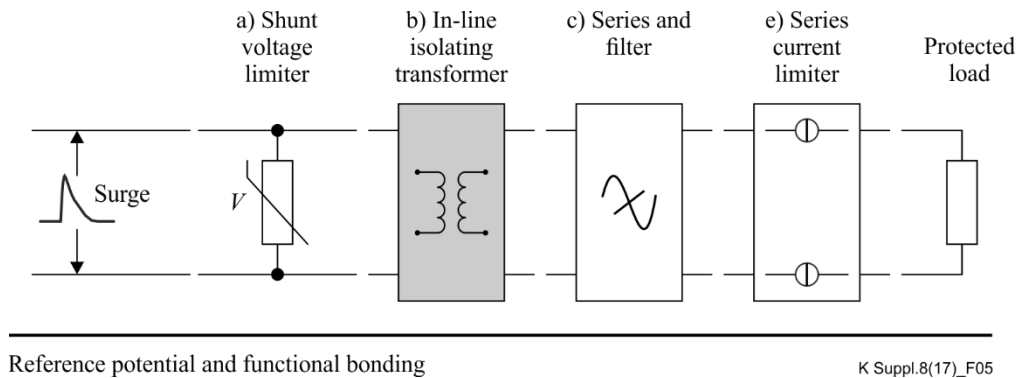 a) Shunt
voltage
limiter
b) In-line
isolating
transformer
c) Series and
filter
e) Series
current
limiter
Protected
load
Surge
V
Reference potential and functional bonding
K Suppl.8(17)_F05